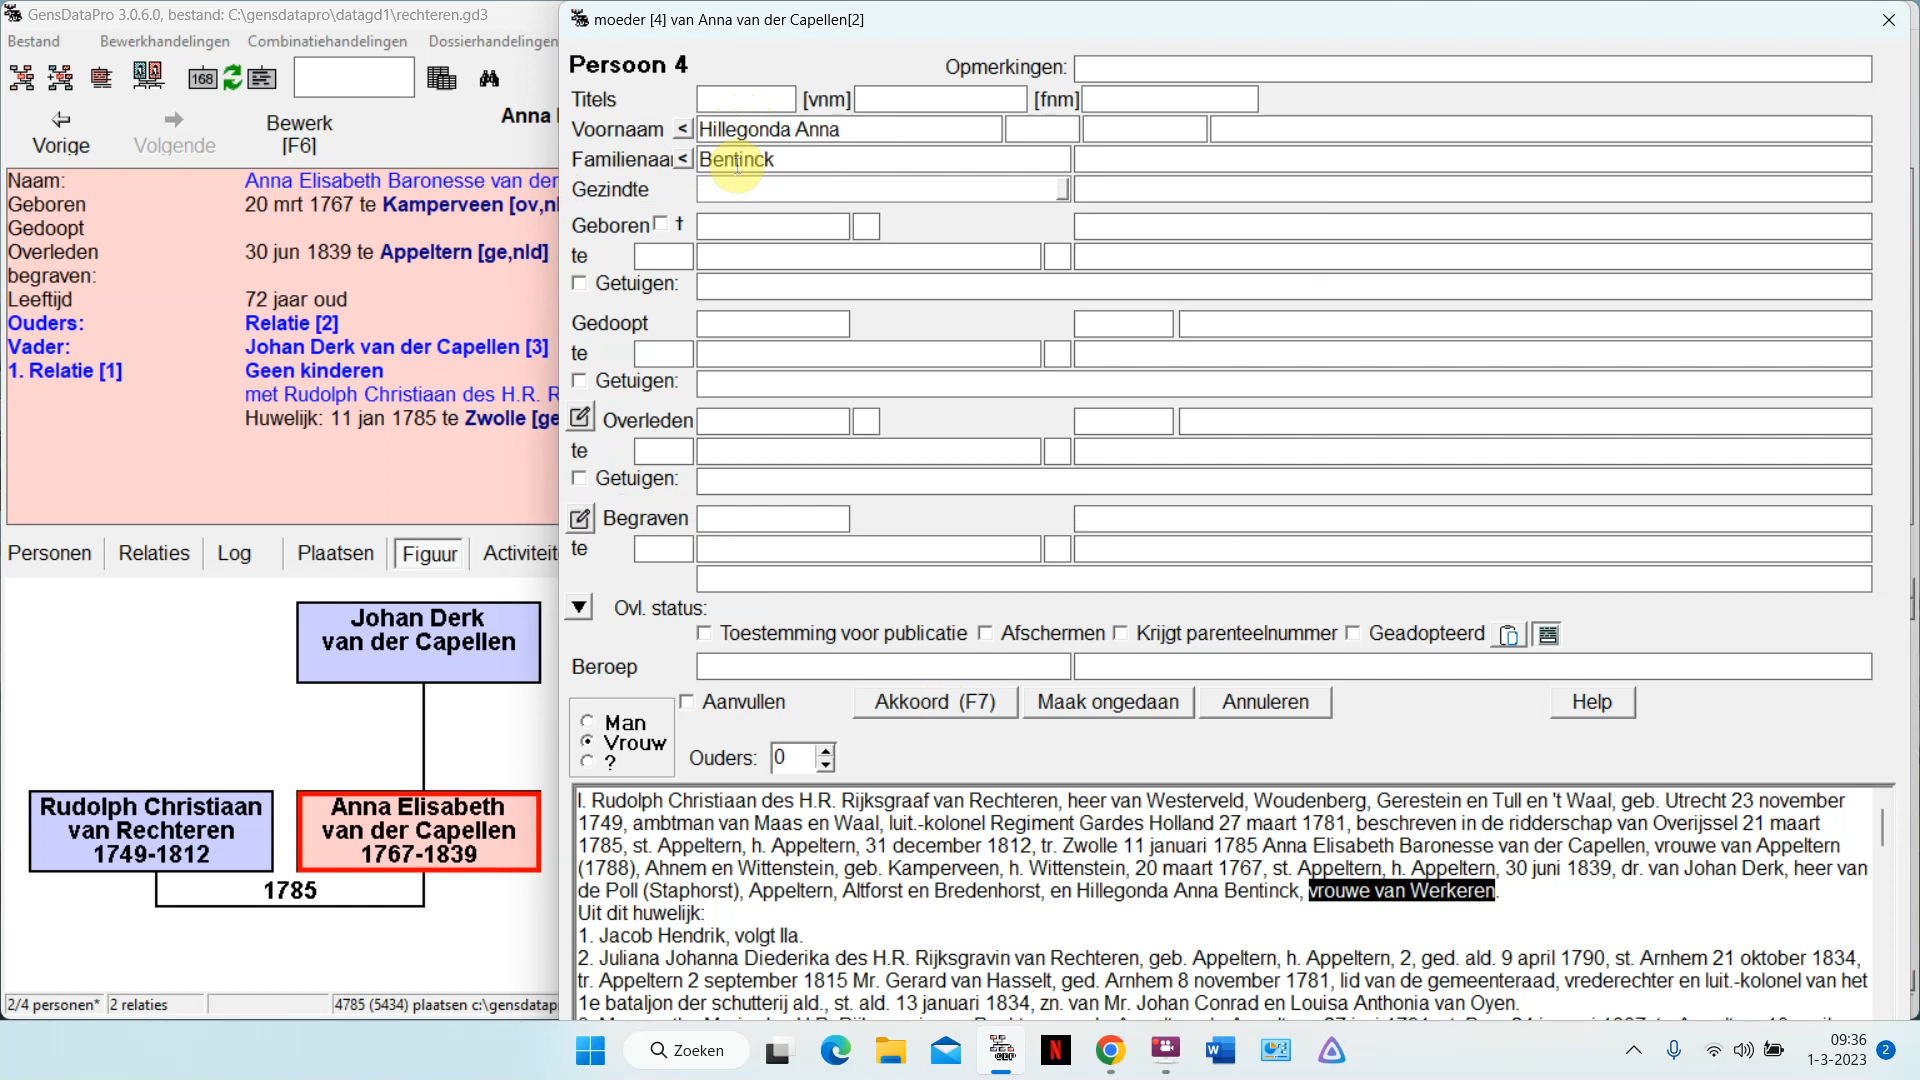 GensDataPro 3.0.6.0, bestand: C:\gensdatapro\datagd1\rechteren.gd3
Bestand Bewerkhandelingen Combinatiehandelingen Dossierhandelingen
168
Vorige
Volgende
Bewerk
[F6]
Anna
Naam: Anna Elisabeth Baronesse van der
Geboren 20 mrt 1767 te Kamperveen [ov,nl
Gedoopt
Overleden 30 jun 1839 te Appeltern [ge,nld]
begraven:
Leeftijd 72 jaar oud
Ouders: Relatie [2]
Vader: Johan Derk van der Capellen [3]
1. Relatie [1] Geen kinderen
met Rudolph Christiaan des H.R. R
Huwelijk: 11 jan 1785 te Zwolle [ge
Personen Relaties Log Plaatsen Figuur Activiteit
Johan Derk
van der Capellen
Rudolph Christiaan
van Rechteren
1749-1812
Anna Elisabeth
van der Capellen
1767-1839
1785
2/4 personen* 2 relaties 4785 (5434) plaatsen c:\gensdatap
moeder [4] van Anna van der Capellen[2]
Persoon 4 Opmerkingen:
Titels [vnm] [fnm]
Voornaam < Hillegonda Anna
Familienaa < Bentinck
Gezindte
Geboren †
te
Getuigen:
Gedoopt
te
Getuigen:
Overleden
te
Getuigen:
Begraven
te
Ovl. status:
Toestemming voor publicatie Afschermen Krijgt parenteelnummer Geadopteerd
Beroep
Aanvullen Akkoord (F7) Maak ongedaan Annuleren Help
Man
Vrouw
?
Ouders: 0
I. Rudolph Christiaan des H.R. Rijksgraaf van Rechteren, heer van Westerveld, Woudenberg, Gerestein en Tull en 't Waal, geb. Utrecht 23 november
1749, ambtman van Maas en Waal, luit.-kolonel Regiment Gardes Holland 27 maart 1781, beschreven in de ridderschap van Overijssel 21 maart
1785, st. Appeltern, h. Appeltern, 31 december 1812, tr. Zwolle 11 januari 1785 Anna Elisabeth Baronesse van der Capellen, vrouwe van Appeltern
(1788), Ahnem en Wittenstein, geb. Kamperveen, h. Wittenstein, 20 maart 1767, st. Appeltern, h. Appeltern, 30 juni 1839, dr. van Johan Derk, heer van
de Poll (Staphorst), Appeltern, Altforst en Bredenhorst, en Hillegonda Anna Bentinck, vrouwe van Werkeren.
Uit dit huwelijk:
1. Jacob Hendrik, volgt IIa.
2. Juliana Johanna Diederika des H.R. Rijksgravin van Rechteren, geb. Appeltern, h. Appeltern, 2, ged. ald. 9 april 1790, st. Arnhem 21 oktober 1834,
tr. Appeltern 2 september 1815 Mr. Gerard van Hasselt, ged. Arnhem 8 november 1781, lid van de gemeenteraad, vrederechter en luit.-kolonel van het
1e bataljon der schutterij ald., st. ald. 13 januari 1834, zn. van Mr. Johan Conrad en Louisa Anthonia van Oyen.
Zoeken
09:36
1-3-2023
2